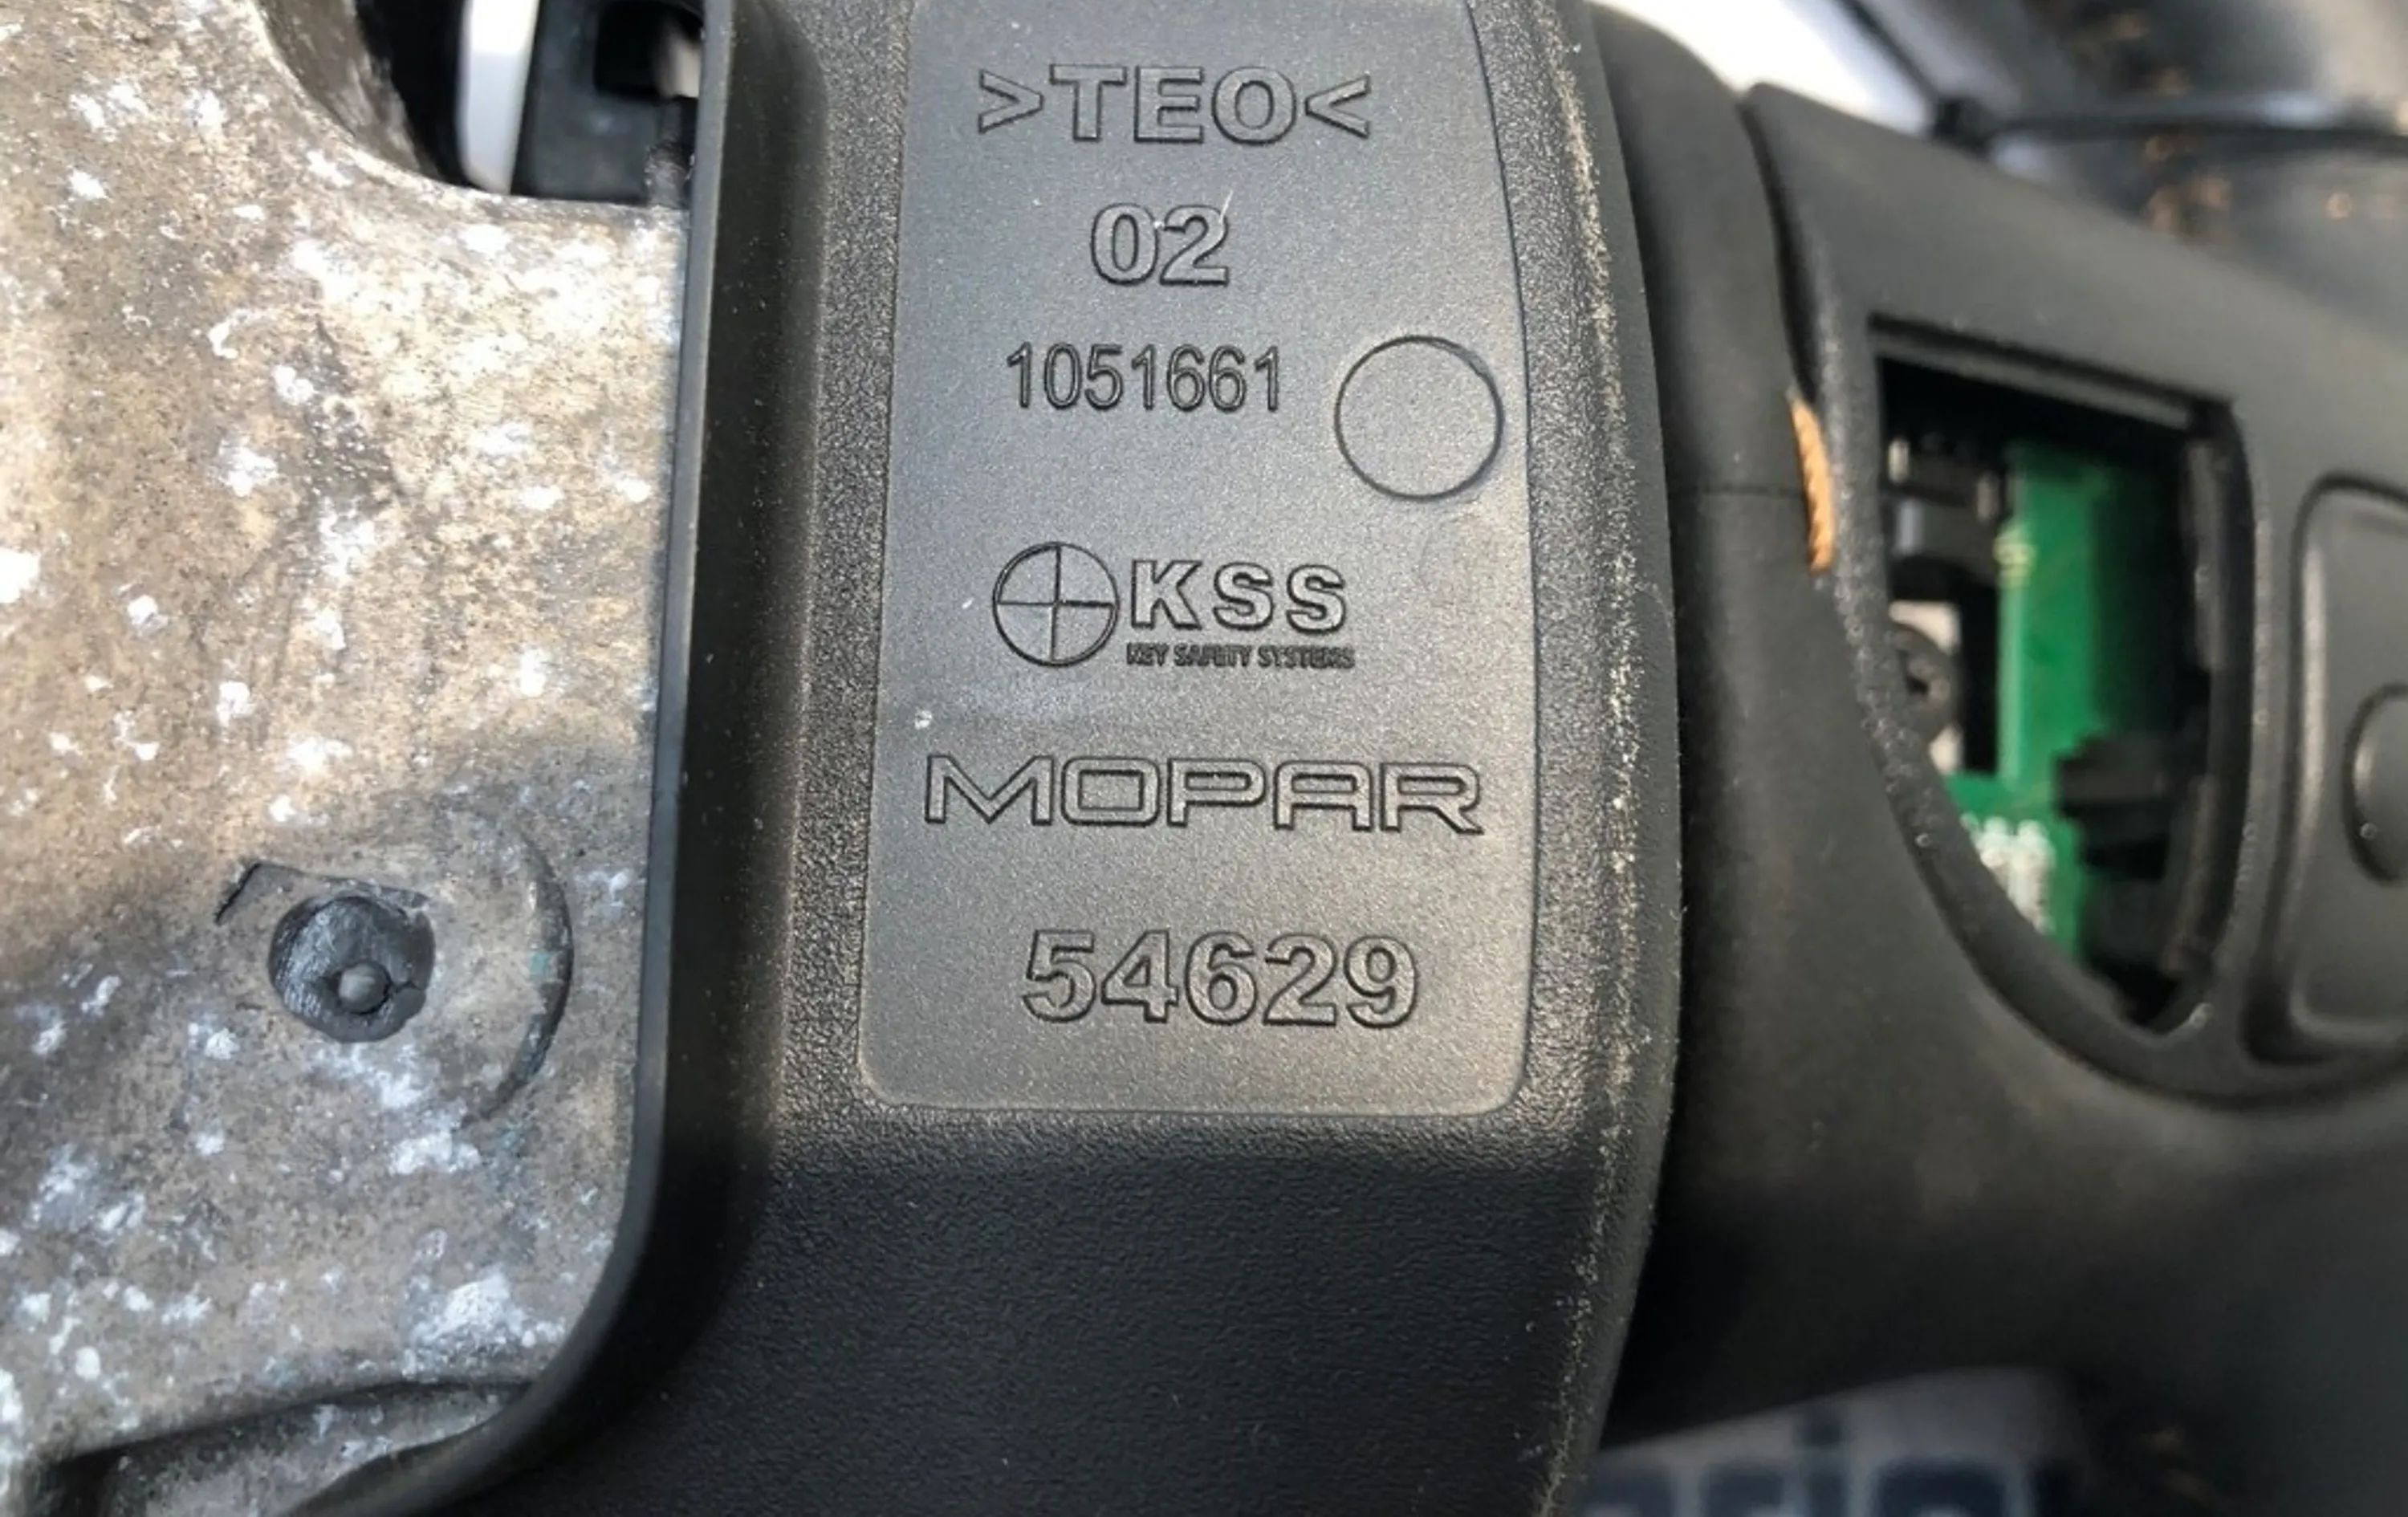 >TEO<
02
1051661
KSS
KEY SAFETY SYSTEMS
MOPAR
54629